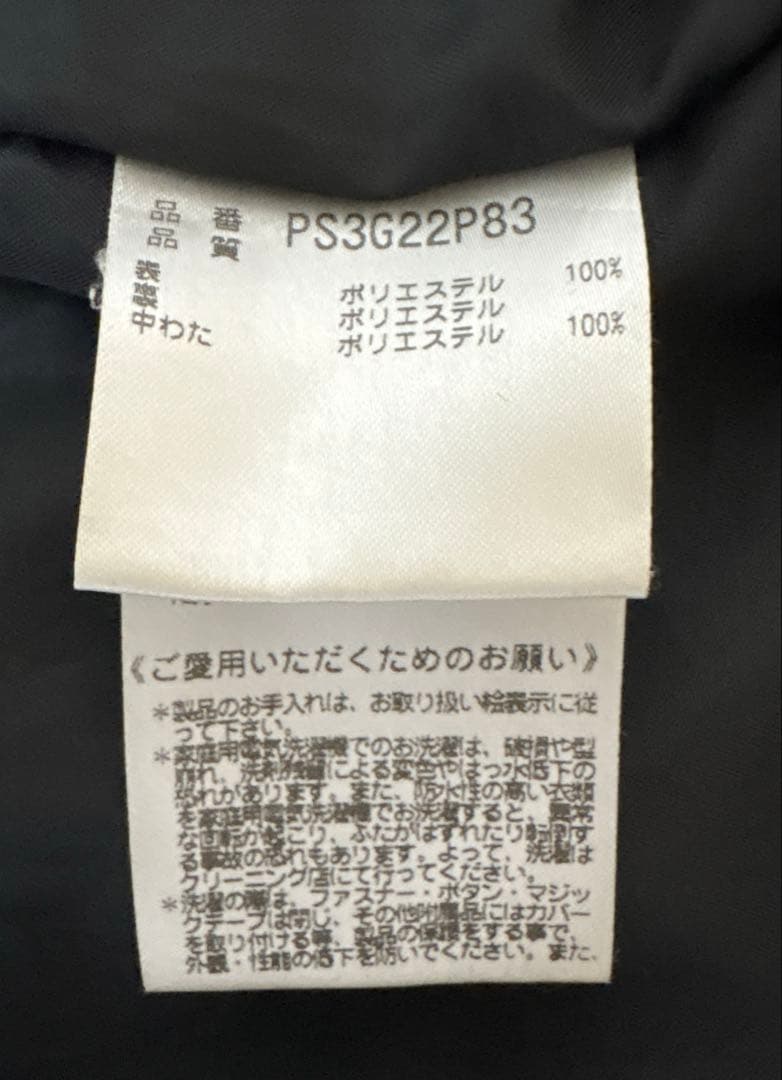 品 番 PS3G22P83
品 質
表 ポリエステル 100%
ポリエステル
中わた ポリエステル 100%
《ご愛用いただくためのお願い》
＊製品のお手入れは、お取り扱い絵表示に従
って下さい。
＊家庭用電気洗濯機でのお洗濯は、破損や型
崩れ、洗剤残留による変色やはっ水低下の
恐れがあります。また、防水性の高い衣類
を家庭用電気洗濯機でお洗濯すると、異常
な回転が起こり、ふたがはずれたり転倒す
る事故の恐れもあります。よって、洗濯は
クリーニング店にて行ってください。
＊洗濯の際は、ファスナー・ボタン・マジッ
クテープは閉じ、その他附属品にはカバー
を取り付ける等、製品の保護をする事で、
外観・性能の低下を防いでください。また、